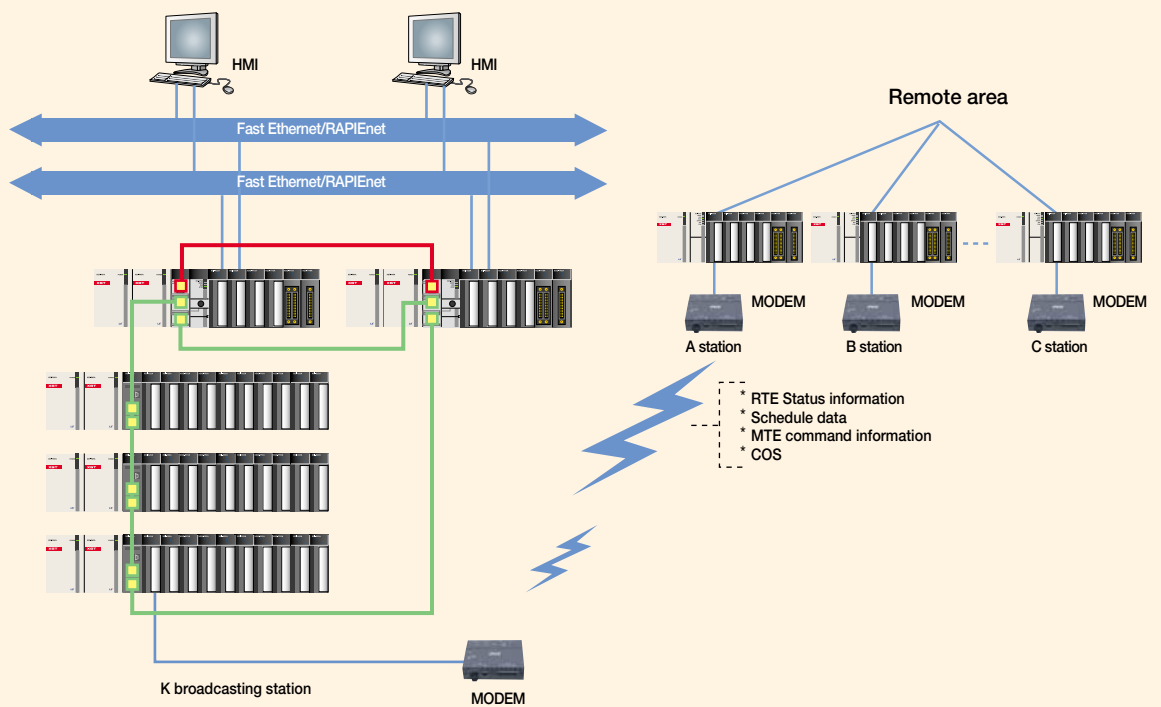 HMI
HMI
Fast Ethernet/RAPIEnet
Fast Ethernet/RAPIEnet
Remote area
MODEM
MODEM
MODEM
A station
B station
C station
* RTE Status information
* Schedule data
* MTE command information
* COS
K broadcasting station
MODEM